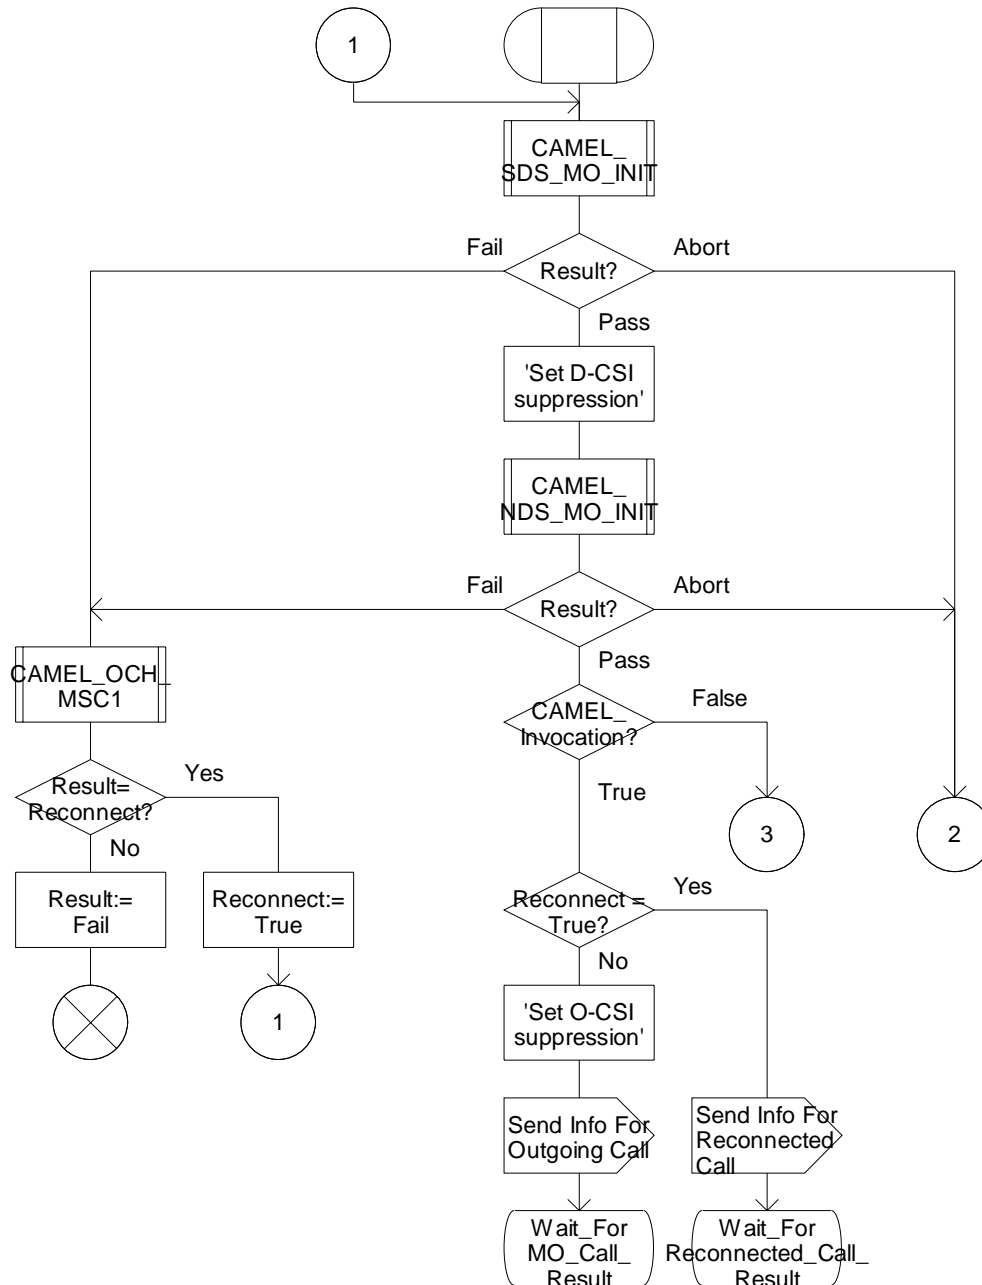 1
CAMEL_
SDS_MO_INIT
Fail
Abort
Result?
Pass
'Set D-CSI
suppression'
CAMEL_
NDS_MO_INIT
Fail
Abort
Result?
Pass
CAMEL_OCH_
MSC1
CAMEL_
Invocation?
False
True
Result=
Reconnect?
Yes
No
3
2
Result:=
Fail
Reconnect:=
True
Reconnect =
True?
Yes
No
1
'Set O-CSI
suppression'
Send Info For
Outgoing Call
Send Info For
Reconnected
Call
Wait_For
MO_Call_
Result
Wait_For
Reconnected_Call_
Result